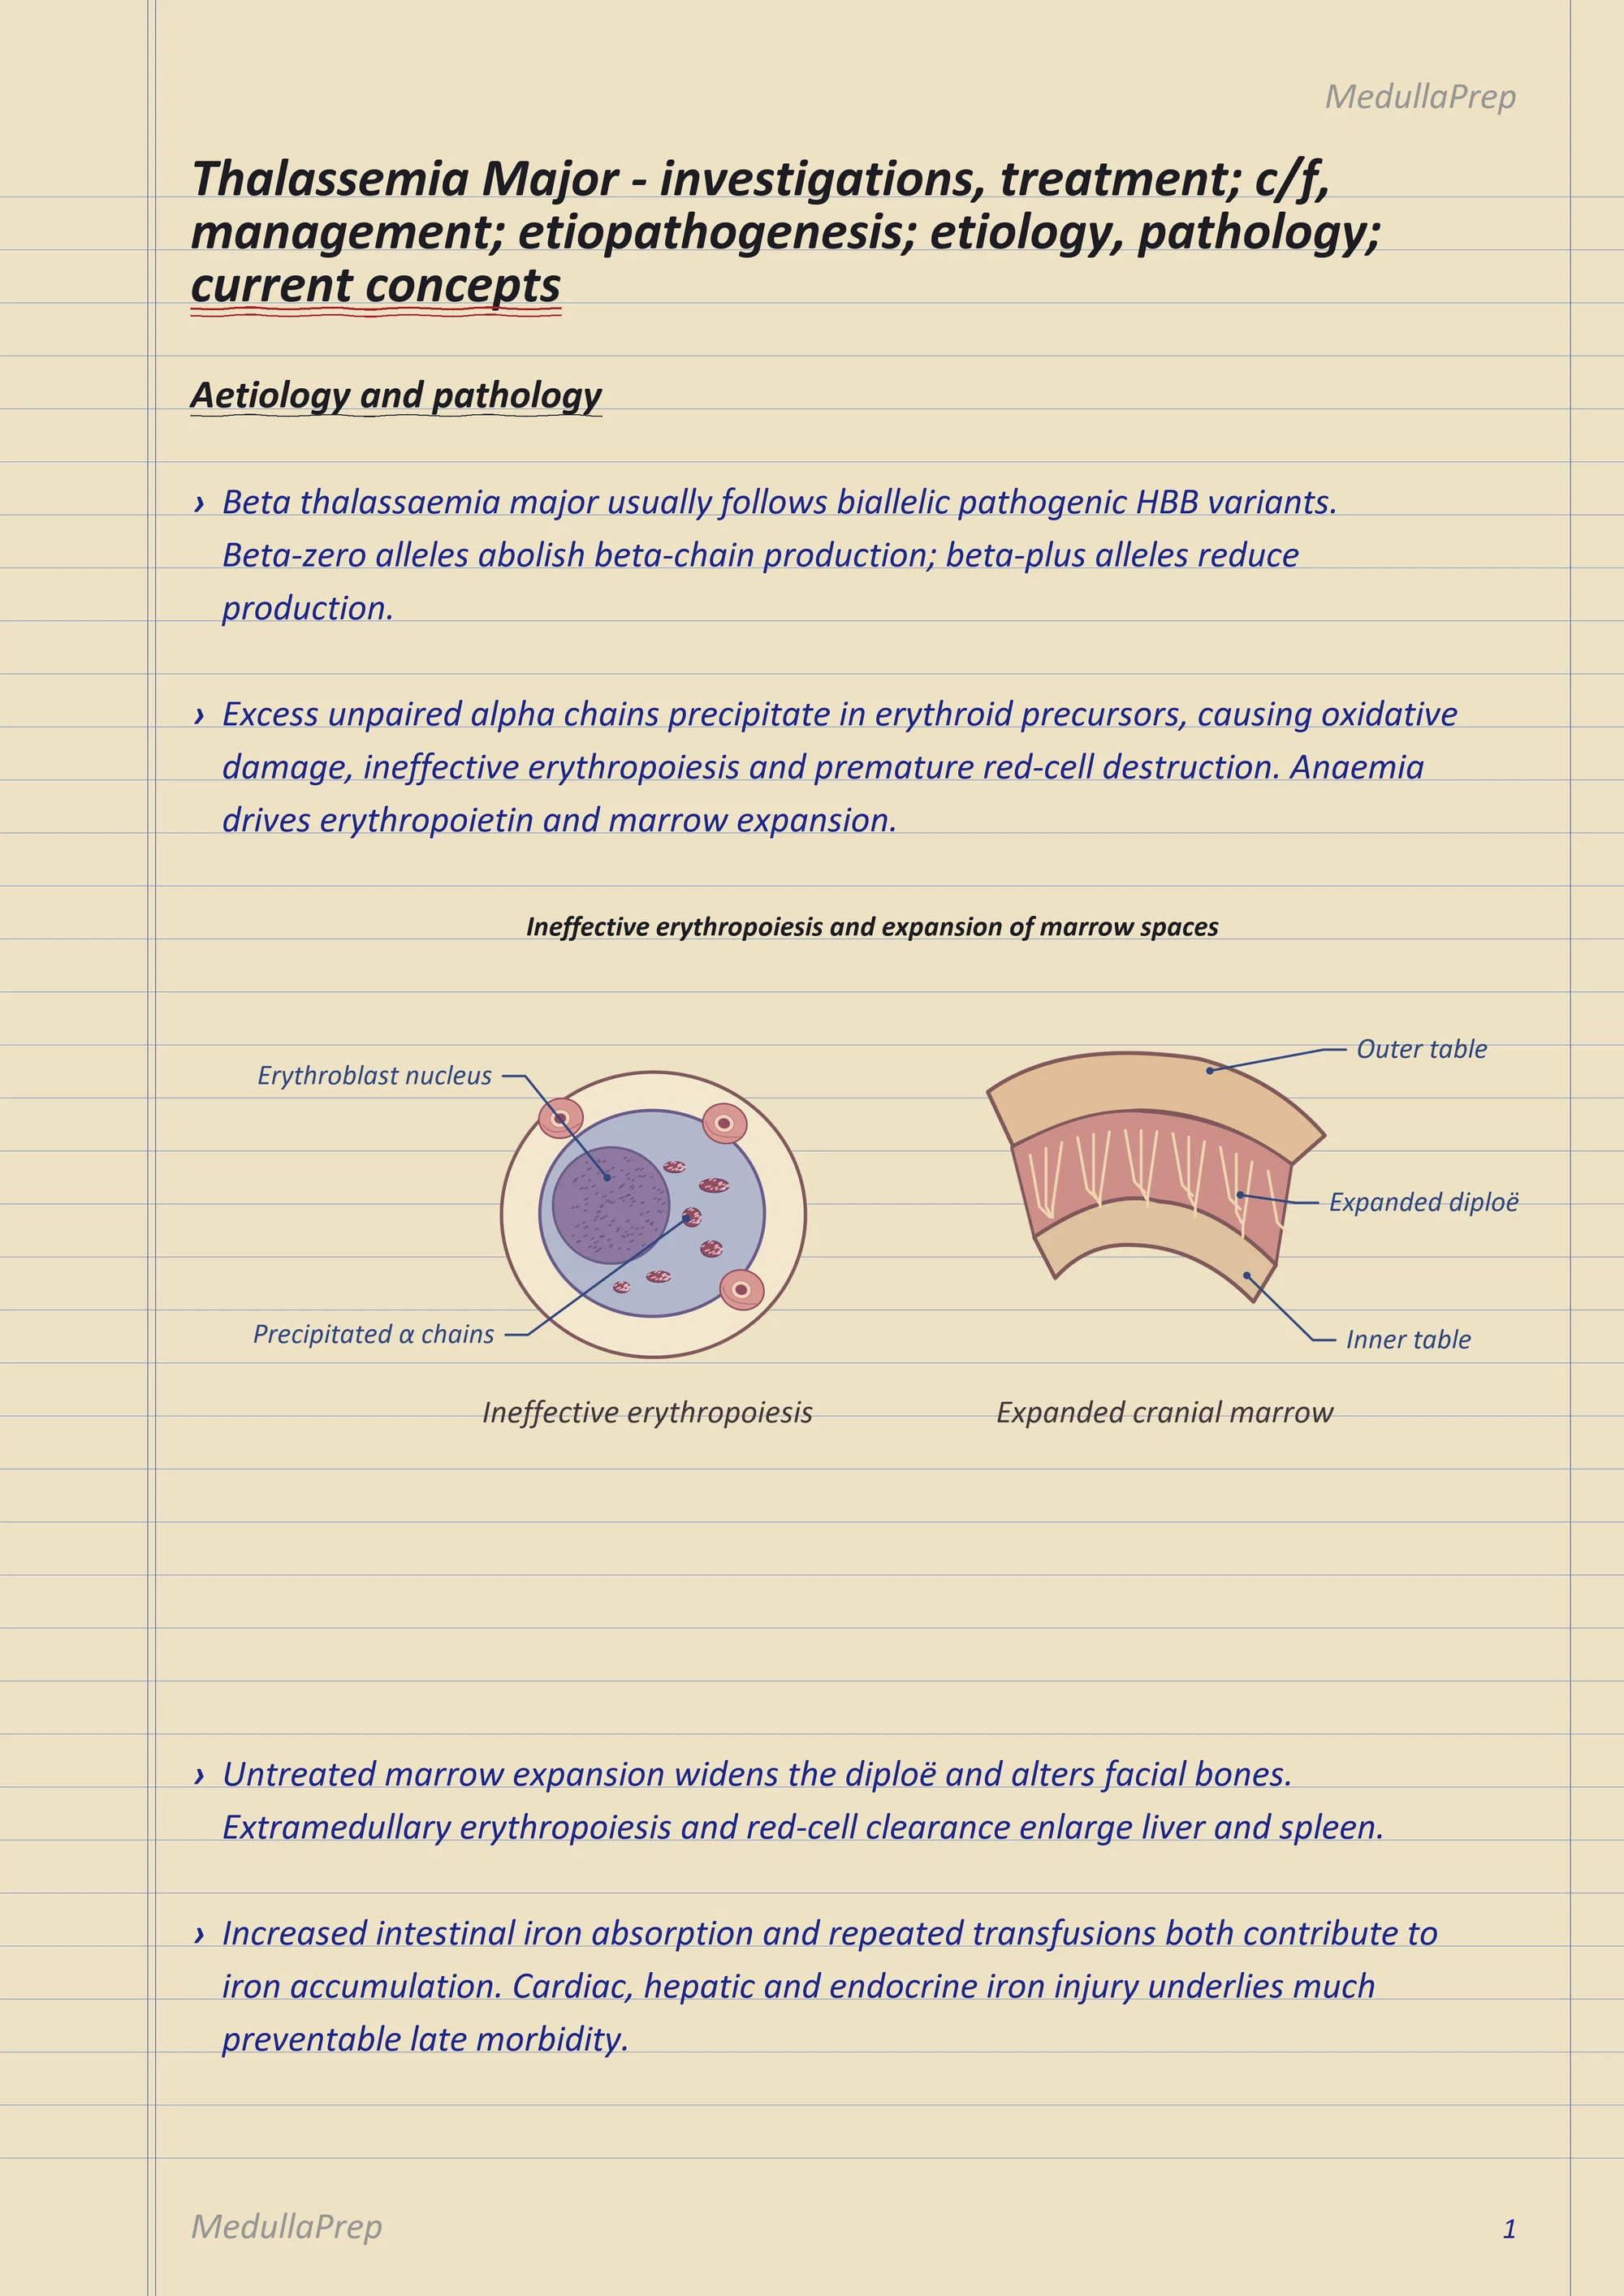 MedullaPrep
Thalassemia Major - investigations, treatment; c/f,
management; etiopathogenesis; etiology, pathology;
current concepts
Aetiology and pathology
› Beta thalassaemia major usually follows biallelic pathogenic HBB variants.
Beta-zero alleles abolish beta-chain production; beta-plus alleles reduce
production.
› Excess unpaired alpha chains precipitate in erythroid precursors, causing oxidative
damage, ineffective erythropoiesis and premature red-cell destruction. Anaemia
drives erythropoietin and marrow expansion.
Ineffective erythropoiesis and expansion of marrow spaces
Erythroblast nucleus
Precipitated α chains
Ineffective erythropoiesis
Outer table
Expanded diploë
Inner table
Expanded cranial marrow
› Untreated marrow expansion widens the diploë and alters facial bones.
Extramedullary erythropoiesis and red-cell clearance enlarge liver and spleen.
› Increased intestinal iron absorption and repeated transfusions both contribute to
iron accumulation. Cardiac, hepatic and endocrine iron injury underlies much
preventable late morbidity.
MedullaPrep
1